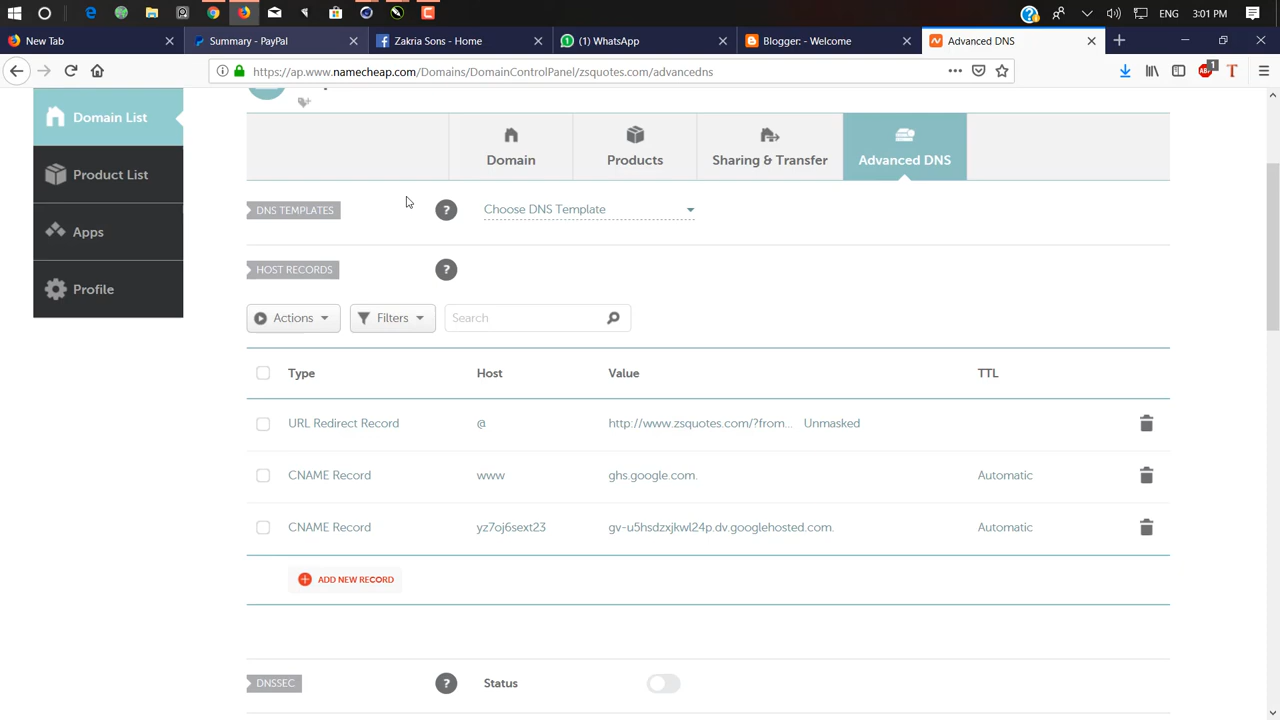 ENG 3:01 PM
New Tab
Summary - PayPal
Zakria Sons - Home
(1) WhatsApp
Blogger: - Welcome
Advanced DNS
https://ap.www.namecheap.com/Domains/DomainControlPanel/zsquotes.com/advancedns
Domain List
Product List
Apps
Profile
Domain
Products
Sharing & Transfer
Advanced DNS
DNS TEMPLATES
? Choose DNS Template
HOST RECORDS
?
Actions
Filters
Search
Type Host Value TTL
URL Redirect Record @ http://www.zsquotes.com/?from... Unmasked
CNAME Record www ghs.google.com. Automatic
CNAME Record yz7oj6sext23 gv-u5hsdzxjkwl24p.dv.googlehosted.com. Automatic
ADD NEW RECORD
DNSSEC
? Status